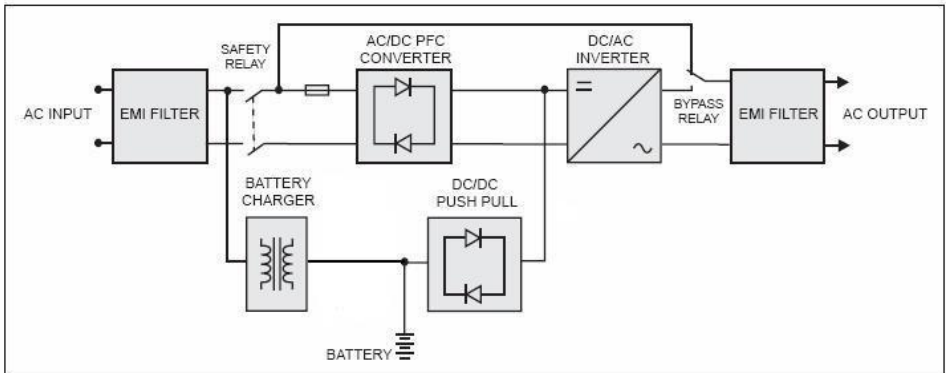 SAFETY
RELAY
AC/DC PFC
CONVERTER
DC/AC
INVERTER
AC INPUT
EMI FILTER
BYPASS
RELAY
EMI FILTER
AC OUTPUT
BATTERY
CHARGER
DC/DC
PUSH PULL
BATTERY